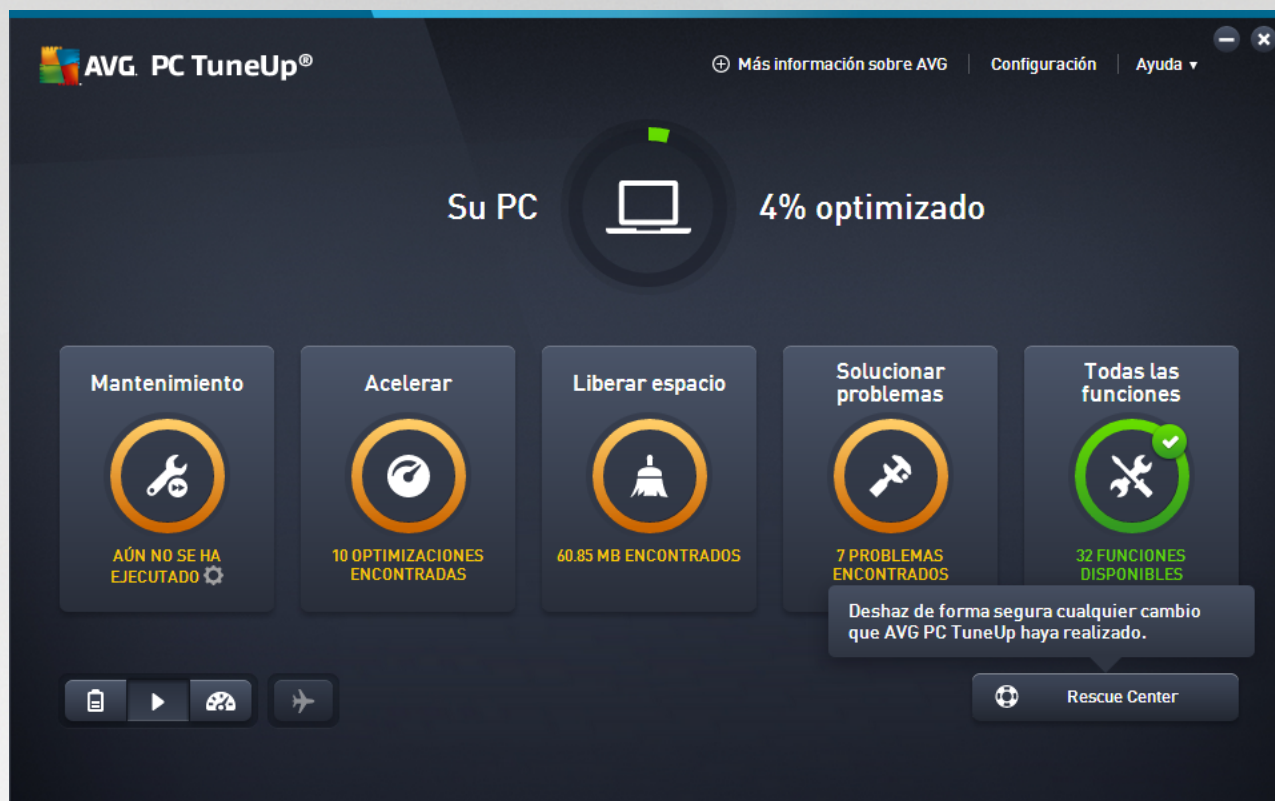 AVG. PC TuneUp®
Más información sobre AVG
Configuración
Ayuda
Su PC
4% optimizado
Mantenimiento
AÚN NO SE HA
EJECUTADO
Acelerar
10 OPTIMIZACIONES
ENCONTRADAS
Liberar espacio
60.85 MB ENCONTRADOS
Solucionar
problemas
7 PROBLEMAS
ENCONTRADOS
Todas las
funciones
32 FUNCIONES
DISPONIBLES
Deshaz de forma segura cualquier cambio
que AVG PC TuneUp haya realizado.
Rescue Center